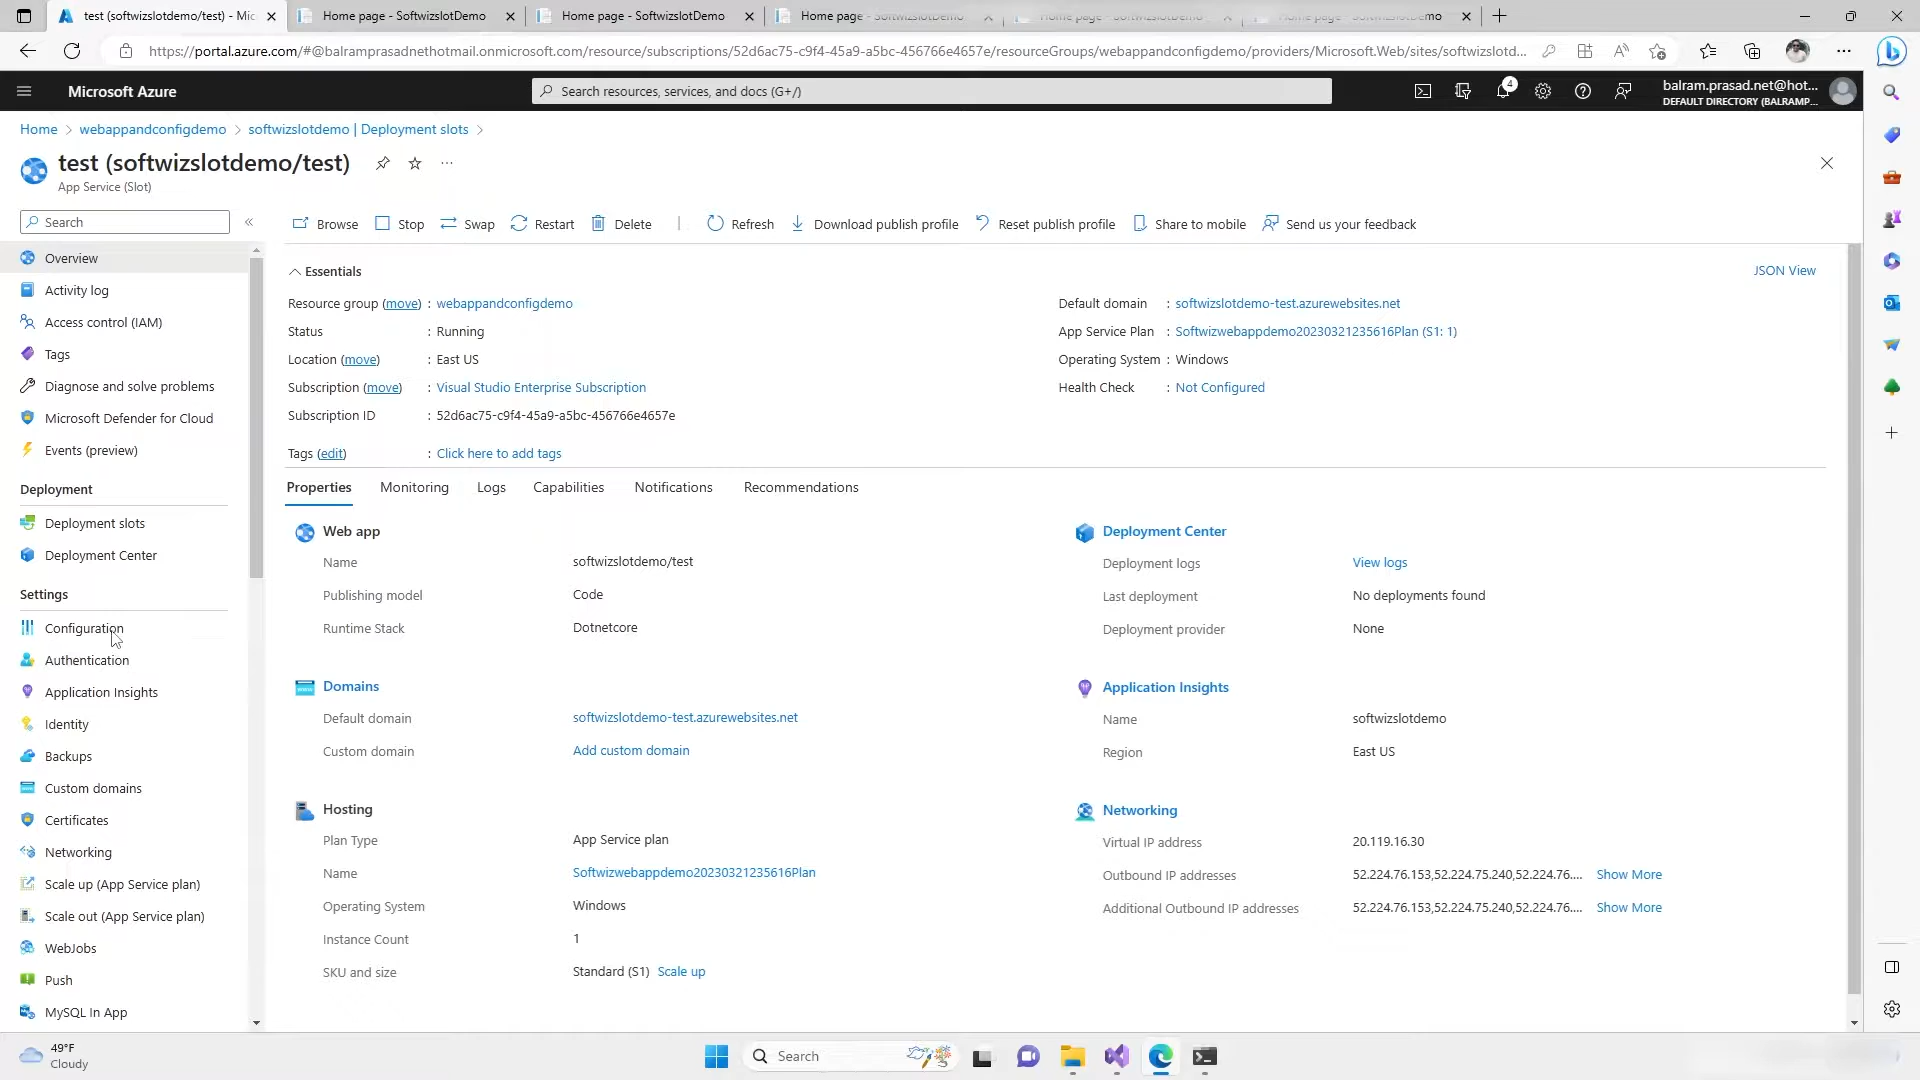 test (softwizslotdemo/test) - Mic
Home page - SoftwizslotDemo
Home page - SoftwizslotDemo
Home page - SoftwizslotDemo
Home page - SoftwizslotDemo
Home page - SoftwizslotDemo
https://portal.azure.com/#@balramprasadnethotmail.onmicrosoft.com/resource/subscriptions/52d6ac75-c9f4-45a9-a5bc-456766e4657e/resourceGroups/webappandconfigdemo/providers/Microsoft.Web/sites/softwizslotd...
Microsoft Azure
Search resources, services, and docs (G+/)
4
balram.prasad.net@hot...
DEFAULT DIRECTORY (BALRAMP...
Home > webappandconfigdemo > softwizslotdemo | Deployment slots >
test (softwizslotdemo/test)
App Service (Slot)
Search
Browse Stop Swap Restart Delete Refresh Download publish profile Reset publish profile Share to mobile Send us your feedback
Overview
Activity log
Access control (IAM)
Tags
Diagnose and solve problems
Microsoft Defender for Cloud
Events (preview)
Deployment
Deployment slots
Deployment Center
Settings
Configuration
Authentication
Application Insights
Identity
Backups
Custom domains
Certificates
Networking
Scale up (App Service plan)
Scale out (App Service plan)
WebJobs
Push
MySQL In App
Essentials
JSON View
Resource group (move) : webappandconfigdemo
Status : Running
Location (move) : East US
Subscription (move) : Visual Studio Enterprise Subscription
Subscription ID : 52d6ac75-c9f4-45a9-a5bc-456766e4657e
Tags (edit) : Click here to add tags
Default domain : softwizslotdemo-test.azurewebsites.net
App Service Plan : Softwizwebappdemo20230321235616Plan (S1: 1)
Operating System : Windows
Health Check : Not Configured
Properties Monitoring Logs Capabilities Notifications Recommendations
Web app
Name softwizslotdemo/test
Publishing model Code
Runtime Stack Dotnetcore
Domains
Default domain softwizslotdemo-test.azurewebsites.net
Custom domain Add custom domain
Hosting
Plan Type App Service plan
Name Softwizwebappdemo20230321235616Plan
Operating System Windows
Instance Count 1
SKU and size Standard (S1) Scale up
Deployment Center
Deployment logs View logs
Last deployment No deployments found
Deployment provider None
Application Insights
Name softwizslotdemo
Region East US
Networking
Virtual IP address 20.119.16.30
Outbound IP addresses 52.224.76.153,52.224.75.240,52.224.76.... Show More
Additional Outbound IP addresses 52.224.76.153,52.224.75.240,52.224.76.... Show More
49°F
Cloudy
Search